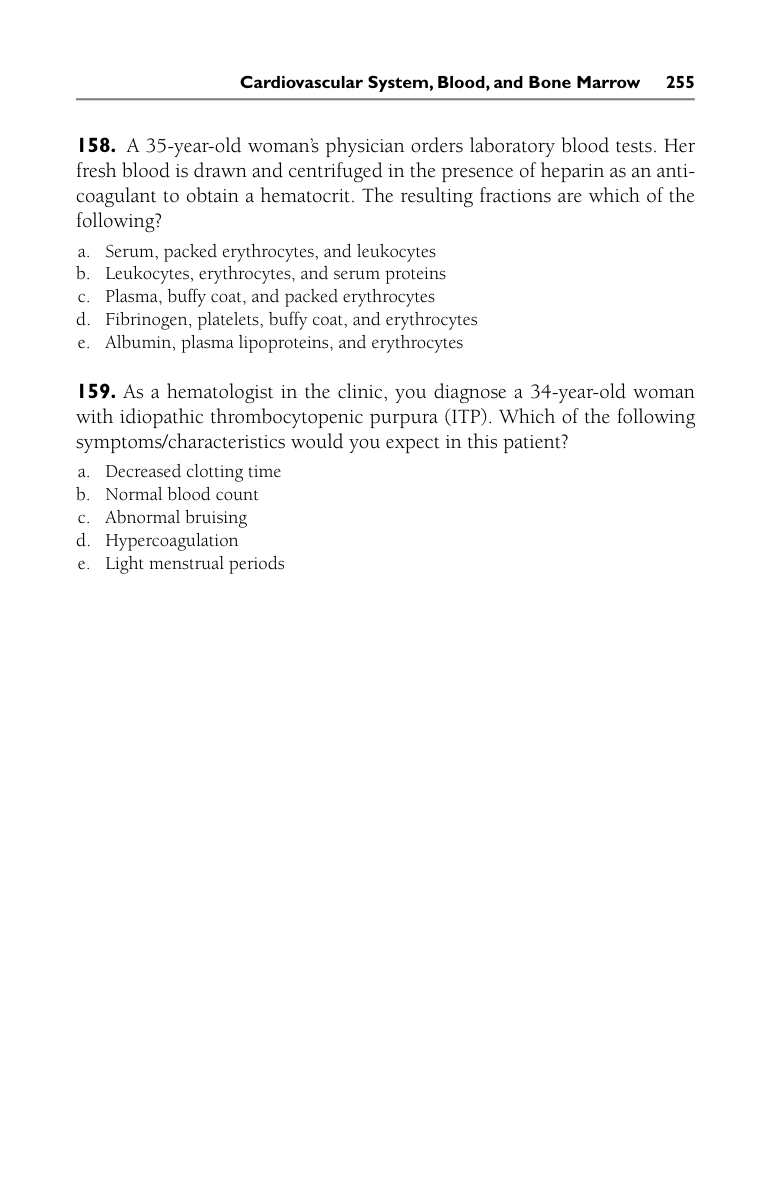 Cardiovascular System, Blood, and Bone Marrow 255
158. A 35-year-old woman's physician orders laboratory blood tests. Her
fresh blood is drawn and centrifuged in the presence of heparin as an anti-
coagulant to obtain a hematocrit. The resulting fractions are which of the
following?
a. Serum, packed erythrocytes, and leukocytes
b. Leukocytes, erythrocytes, and serum proteins
c. Plasma, buffy coat, and packed erythrocytes
d. Fibrinogen, platelets, buffy coat, and erythrocytes
e. Albumin, plasma lipoproteins, and erythrocytes
159. As a hematologist in the clinic, you diagnose a 34-year-old woman
with idiopathic thrombocytopenic purpura (ITP). Which of the following
symptoms/characteristics would you expect in this patient?
a. Decreased clotting time
b. Normal blood count
c. Abnormal bruising
d. Hypercoagulation
e. Light menstrual periods